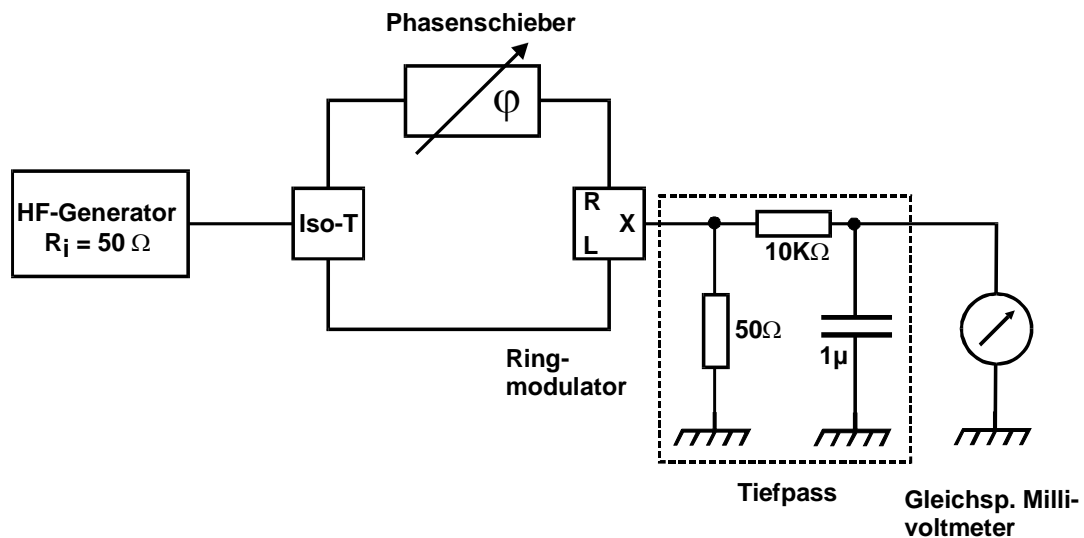 Phasenschieber
φ
HF-Generator
Ri = 50 Ω
Iso-T
R
X
L
10KΩ
50Ω
1µ
Ring-
modulator
Tiefpass
Gleichsp. Milli-
voltmeter